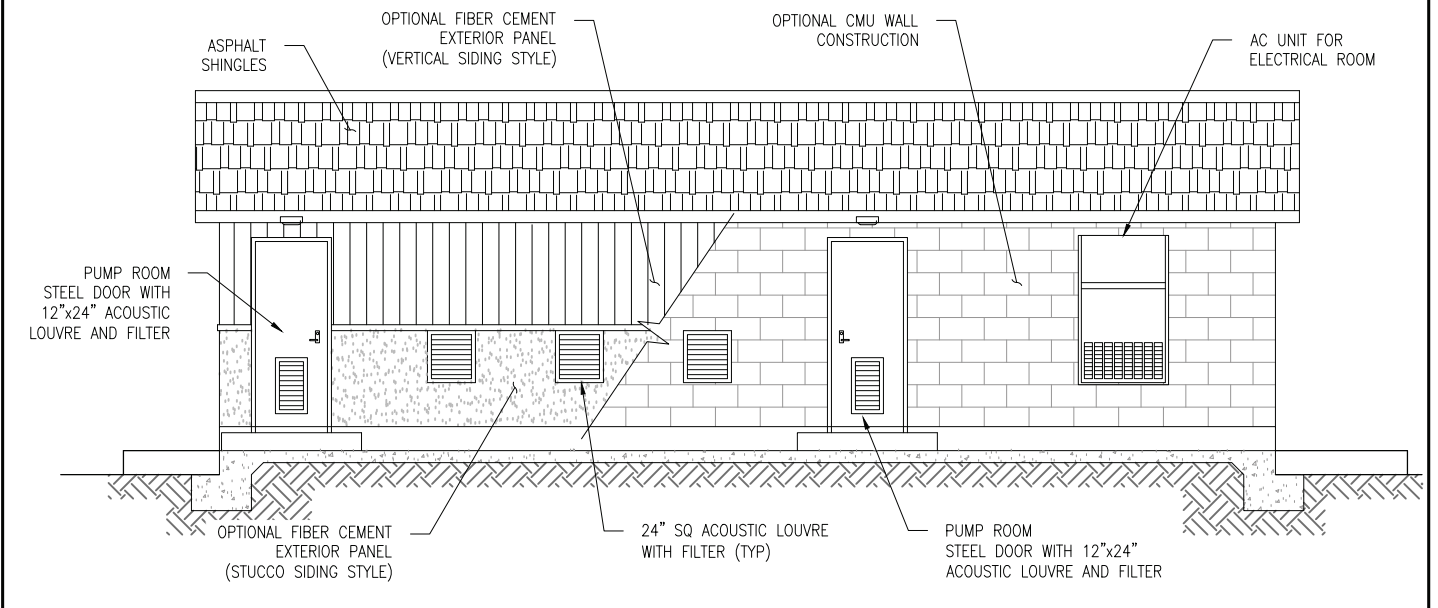 OPTIONAL FIBER CEMENT
EXTERIOR PANEL
(VERTICAL SIDING STYLE)
OPTIONAL CMU WALL
CONSTRUCTION
ASPHALT
SHINGLES
AC UNIT FOR
ELECTRICAL ROOM
PUMP ROOM
STEEL DOOR WITH
12"x24" ACOUSTIC
LOUVRE AND FILTER
OPTIONAL FIBER CEMENT
EXTERIOR PANEL
(STUCCO SIDING STYLE)
24" SQ ACOUSTIC LOUVRE
WITH FILTER (TYP)
PUMP ROOM
STEEL DOOR WITH 12"x24"
ACOUSTIC LOUVRE AND FILTER